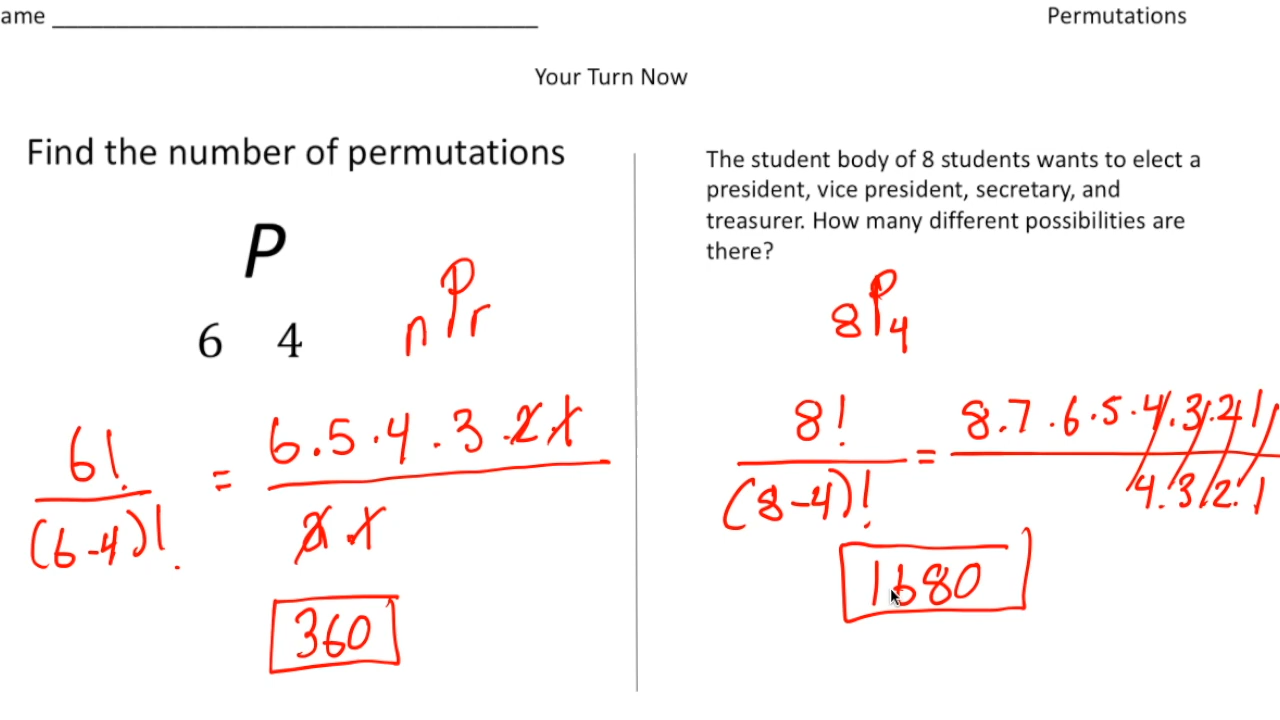 ame ___________________________________
Permutations
Your Turn Now
Find the number of permutations
P
6 4
nPr
6!
(6-4)!
=
6.5.4.3.2.1
2 1
360
The student body of 8 students wants to elect a
president, vice president, secretary, and
treasurer. How many different possibilities are
there?
8P4
8!
(8-4)!
=
8.7.6.5.4.3.2.1
4.3.2.1
1680